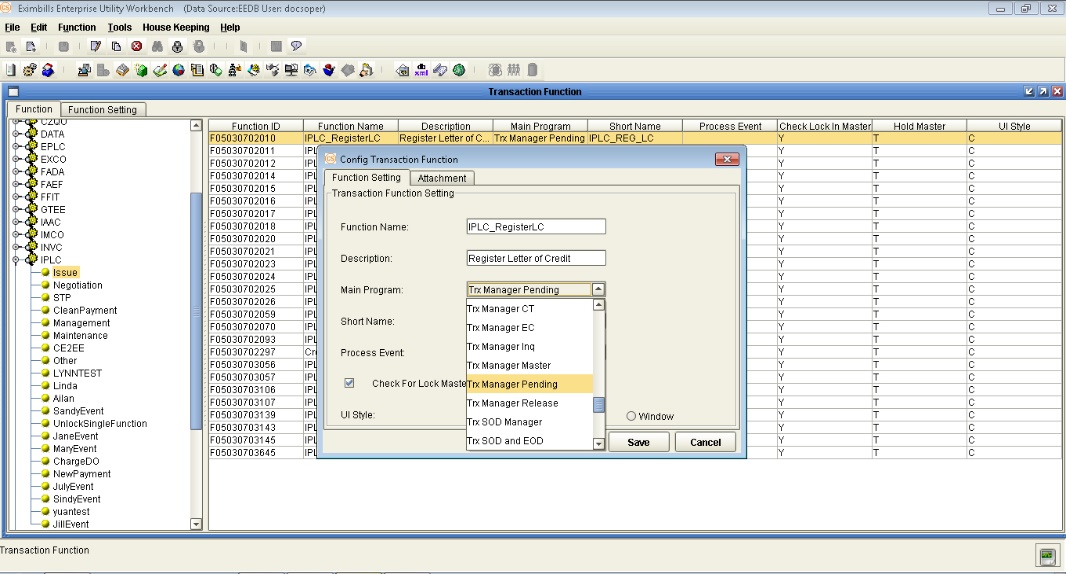 Eximbills Enterprise Utility Workbench (Data Source:EEDB User: docsoper)
File Edit Function Tools House Keeping Help
Transaction Function
Function Function Setting
DATA
EPLC
EXCO
FADA
FAEF
FFIT
GTEE
IAAC
IMCO
INVC
IPLC
Issue
Negotiation
STP
CleanPayment
Management
Maintenance
CE2EE
Other
LYNNTEST
Linda
Ailan
SandyEvent
UnlockSingleFunction
JaneEvent
MaryEvent
ChargeDO
NewPayment
JulyEvent
SindyEvent
yuantest
JillEvent
Function ID Function Name Description Main Program Short Name Process Event Check Lock In Master Hold Master UI Style
F05030702010 IPLC_RegisterLC Register Letter of C... Trx Manager Pending IPLC_REG_LC Y T C
F05030702011 IPL Y T C
F05030702012 IPL Y T C
F05030702014 IPL Y T C
F05030702015 IPL Y T C
F05030702016 IPL Y T C
F05030702017 IPL Y T C
F05030702018 IPL Y T C
F05030702020 IPL Y T C
F05030702021 IPL Y T C
F05030702023 IPL Y T C
F05030702024 IPL Y T C
F05030702025 IPL Y T C
F05030702026 IPL Y T C
F05030702059 IPL Y T C
F05030702070 IPL Y T C
F05030702093 IPL Y T C
F05030702297 Cre Y T C
F05030703056 IPL Y T C
F05030703057 IPL Y T C
F05030703106 IPL Y T C
F05030703107 IPL Y T C
F05030703139 IPL Y T C
F05030703143 IPL Y T C
F05030703145 IPL Y T C
F05030703645 IPL Y T C
Config Transaction Function
Function Setting Attachment
Transaction Function Setting
Function Name: IPLC_RegisterLC
Description: Register Letter of Credit
Main Program: Trx Manager Pending
Trx Manager CT
Short Name:
Trx Manager EC
Trx Manager Inq
Process Event
Trx Manager Master
Check For Lock Maste Trx Manager Pending
Trx Manager Release
UI Style: Window
Trx SOD Manager
Trx SOD and EOD
Save Cancel
Transaction Function